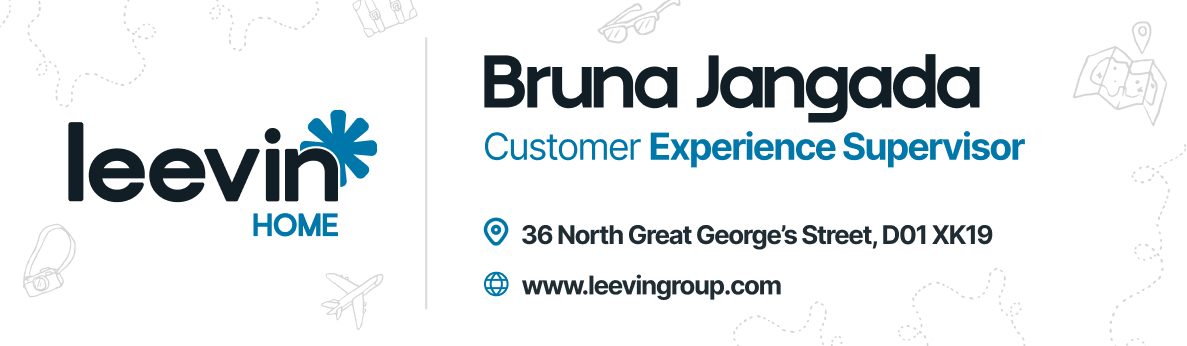 leevin
HOME
Bruna Jangada
Customer Experience Supervisor
36 North Great George’s Street, D01 XK19
www.leevingroup.com